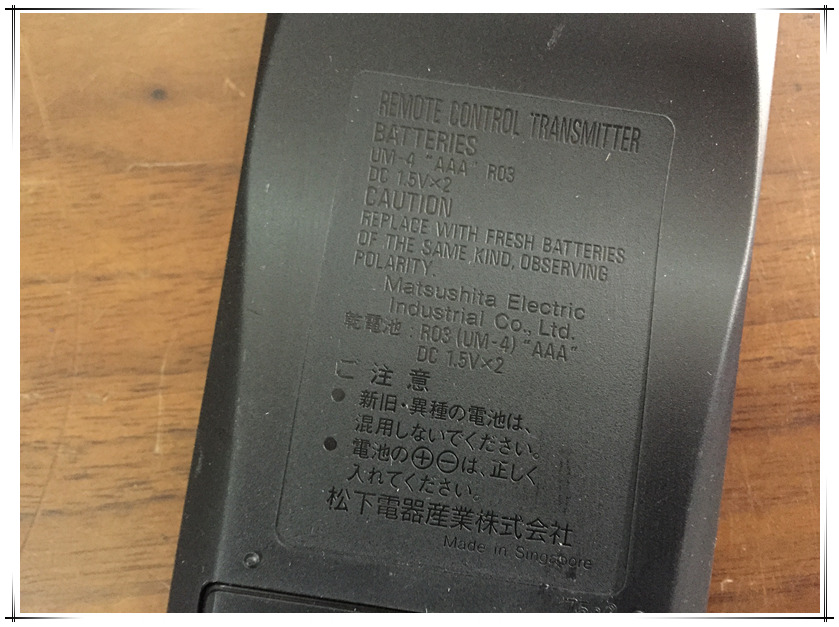 REMOTE CONTROL TRANSMITTER
BATTERIES
UM-4 "AAA" R03
DC 1.5V×2
CAUTION
REPLACE WITH FRESH BATTERIES
OF THE SAME KIND, OBSERVING
POLARITY.
Matsushita Electric
Industrial Co., Ltd.
乾電池：R03 (UM-4) "AAA"
DC 1.5V×2
ご注意
● 新旧・異種の電池は、
混用しないでください。
● 電池の⊕⊖は、正しく
入れてください。
松下電器産業株式会社
Made in Singapore